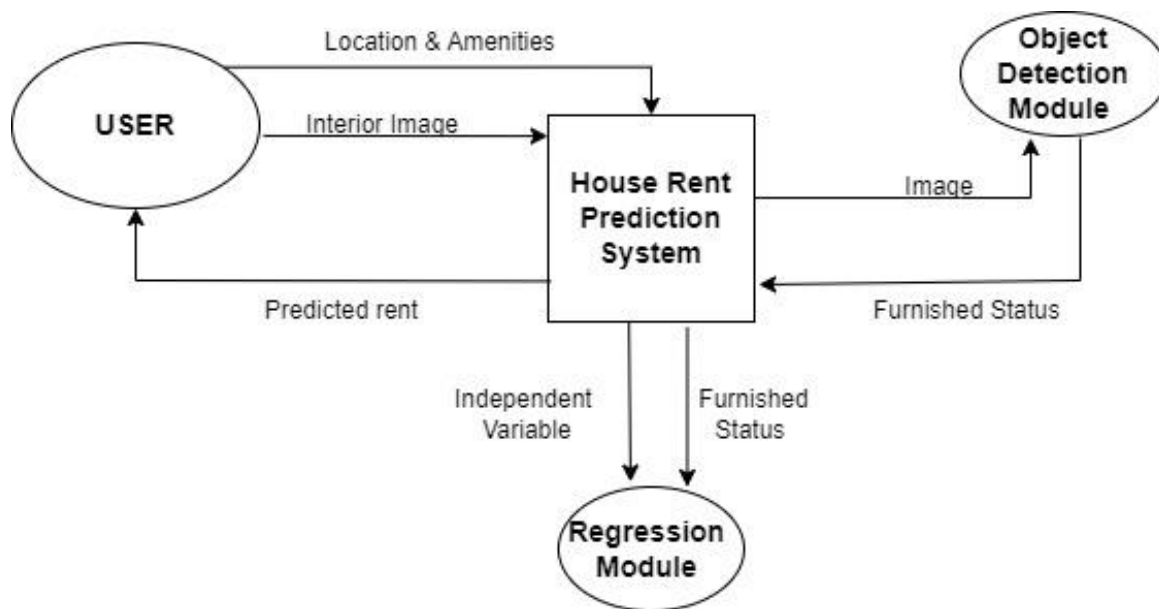 Location & Amenities
Object
Detection
Module
USER
Interior Image
House Rent
Prediction
System
Image
Predicted rent
Furnished Status
Independent
Variable
Furnished
Status
Regression
Module